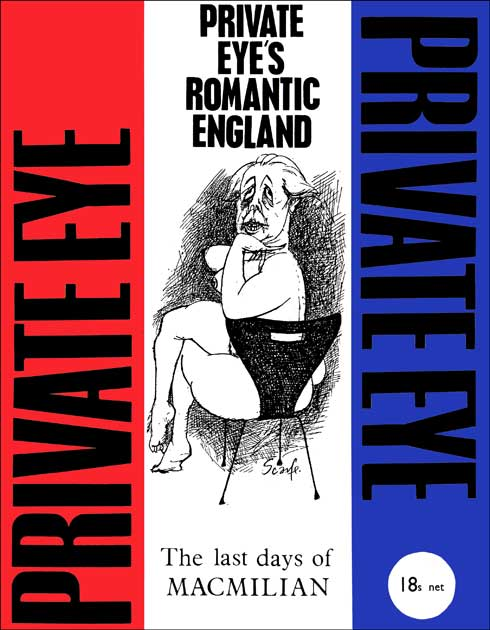 PRIVATE EYE
PRIVATE
EYE'S
ROMANTIC
ENGLAND
Scarfe.
The last days of
MACMILIAN
PRIVATE EYE
18s net